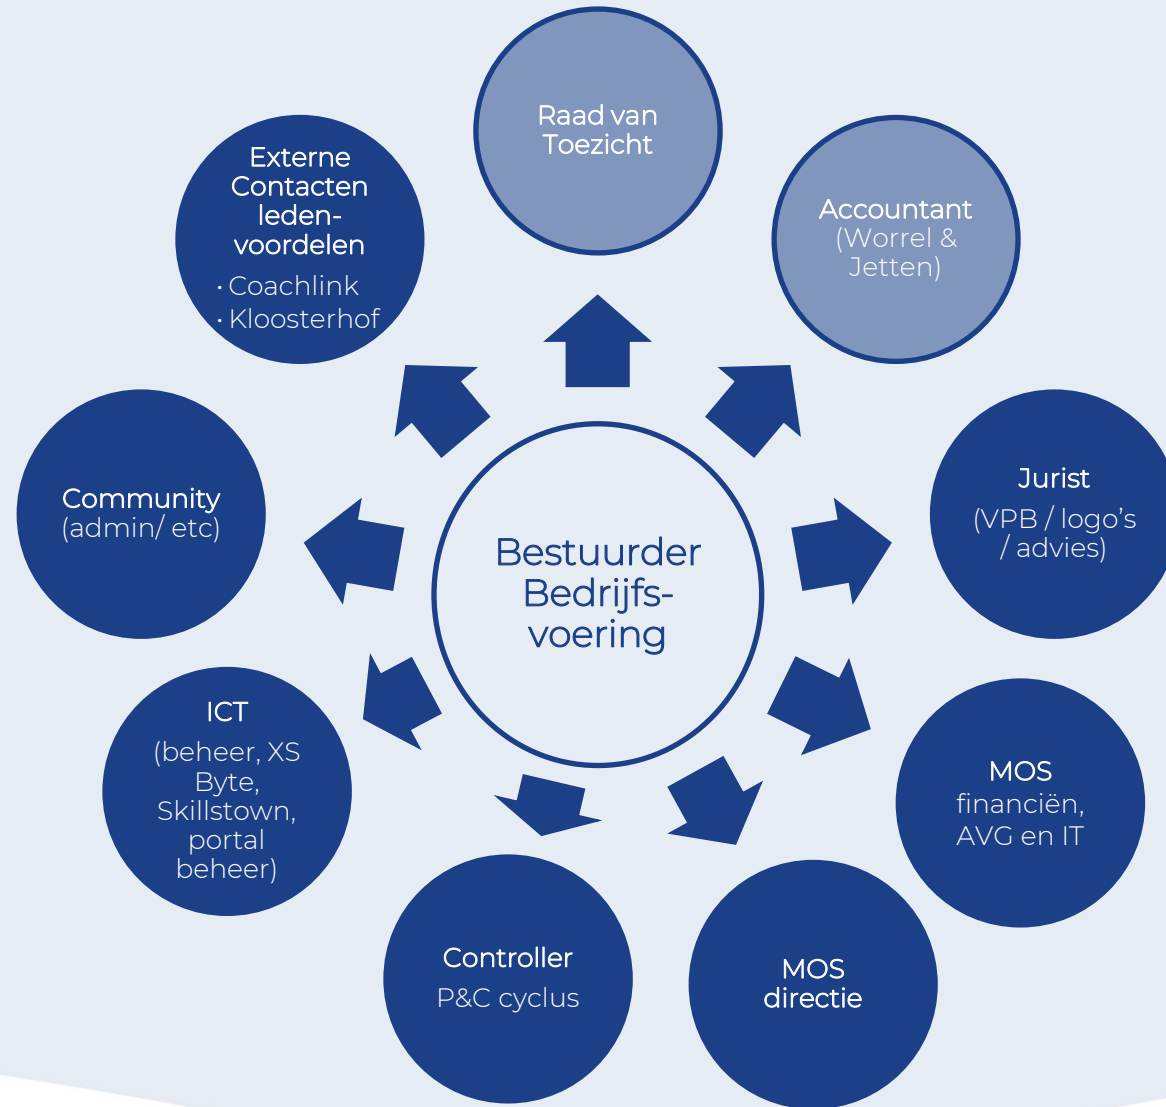 Raad van
Toezicht
Accountant
(Worrel &
Jetten)
Jurist
(VPB / logo’s
/ advies)
MOS
financiën,
AVG en IT
MOS
directie
Controller
P&C cyclus
ICT
(beheer, XS
Byte,
Skillstown,
portal
beheer)
Community
(admin/ etc)
Externe
Contacten
leden-
voordelen
• Coachlink
• Kloosterhof
Bestuurder
Bedrijfs-
voering